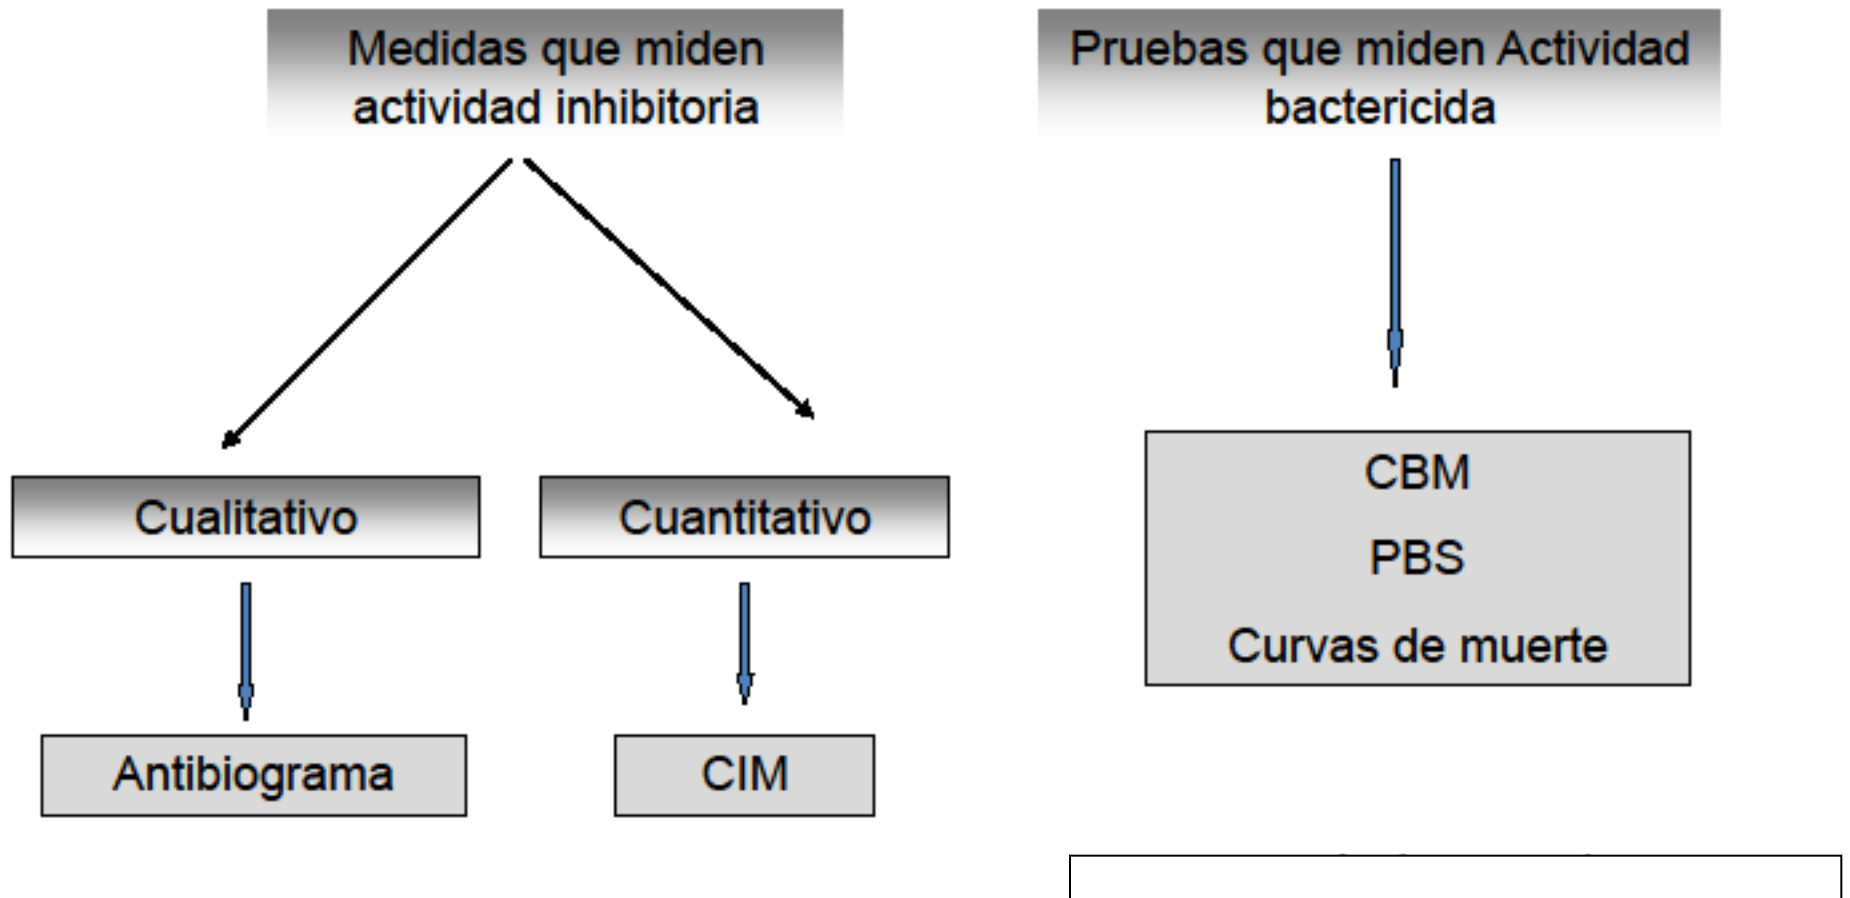 Medidas que miden
actividad inhibitoria
Cualitativo
Cuantitativo
Antibiograma
CIM
Pruebas que miden Actividad
bactericida
CBM
PBS
Curvas de muerte